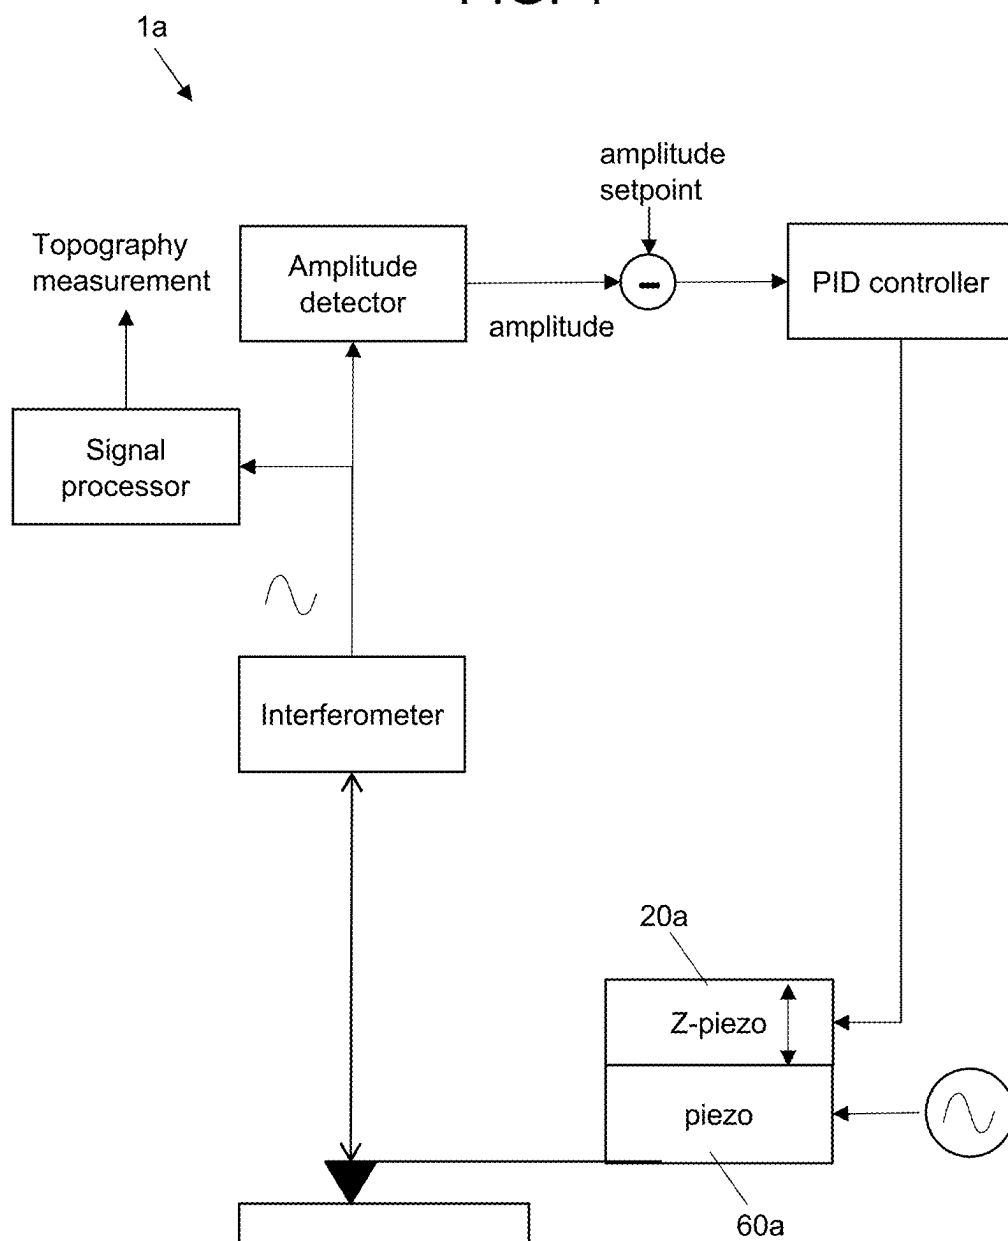 1a
amplitude
setpoint
Topography
measurement
Amplitude
detector
PID controller
amplitude
Signal
processor
Interferometer
20a
Z-piezo
piezo
60a